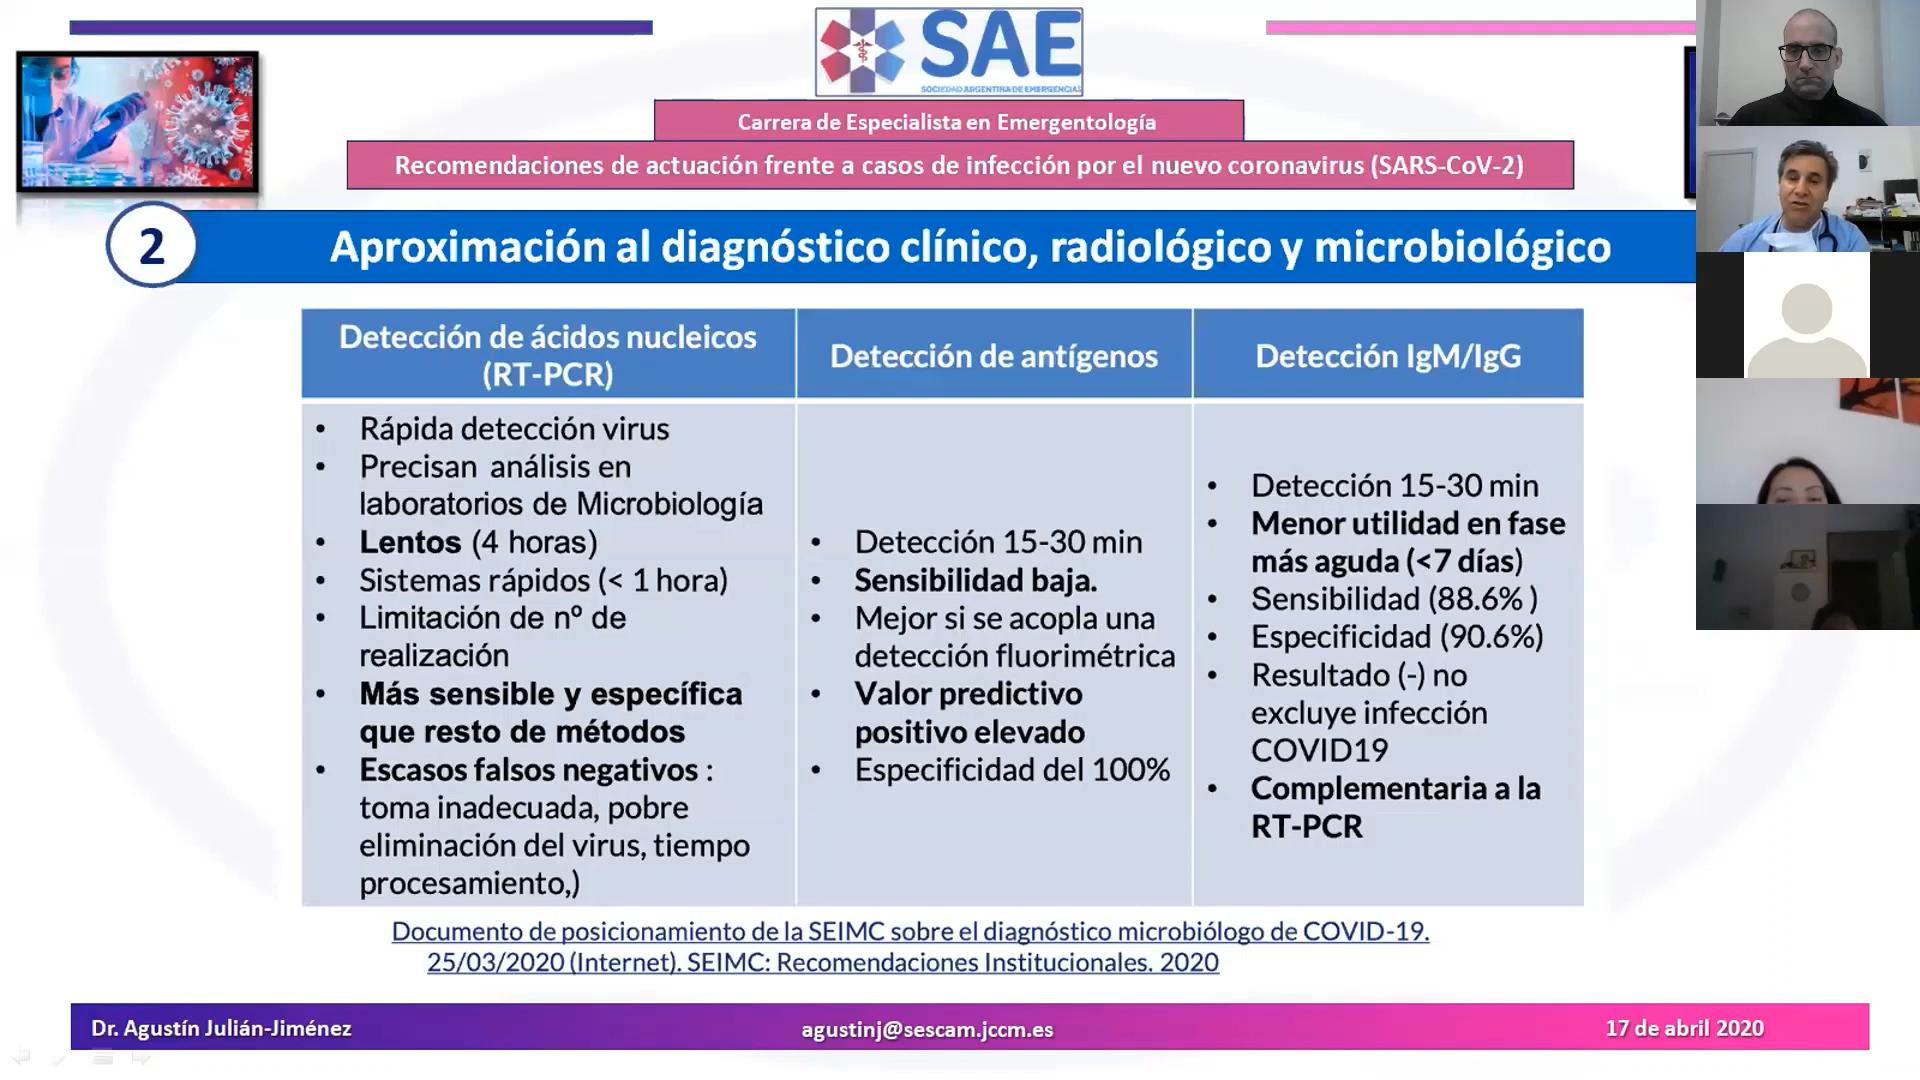 SAE
SOCIEDAD ARGENTINA DE EMERGENCIAS
Carrera de Especialista en Emergentología
Recomendaciones de actuación frente a casos de infección por el nuevo coronavirus (SARS-CoV-2)
2
Aproximación al diagnóstico clínico, radiológico y microbiológico
Detección de ácidos nucleicos
(RT-PCR)
• Rápida detección virus
• Precisan análisis en
laboratorios de Microbiología
• Lentos (4 horas)
• Sistemas rápidos (< 1 hora)
• Limitación de nº de
realización
• Más sensible y específica
que resto de métodos
• Escasos falsos negativos :
toma inadecuada, pobre
eliminación del virus, tiempo
procesamiento,)
Detección de antígenos
• Detección 15-30 min
• Sensibilidad baja.
• Mejor si se acopla una
detección fluorimétrica
• Valor predictivo
positivo elevado
• Especificidad del 100%
Detección IgM/IgG
• Detección 15-30 min
• Menor utilidad en fase
más aguda (<7 días)
• Sensibilidad (88.6% )
• Especificidad (90.6%)
• Resultado (-) no
excluye infección
COVID19
• Complementaria a la
RT-PCR
Documento de posicionamiento de la SEIMC sobre el diagnóstico microbiólogo de COVID-19.
25/03/2020 (Internet). SEIMC: Recomendaciones Institucionales. 2020
Dr. Agustín Julián-Jiménez
agustinj@sescam.jccm.es
17 de abril 2020